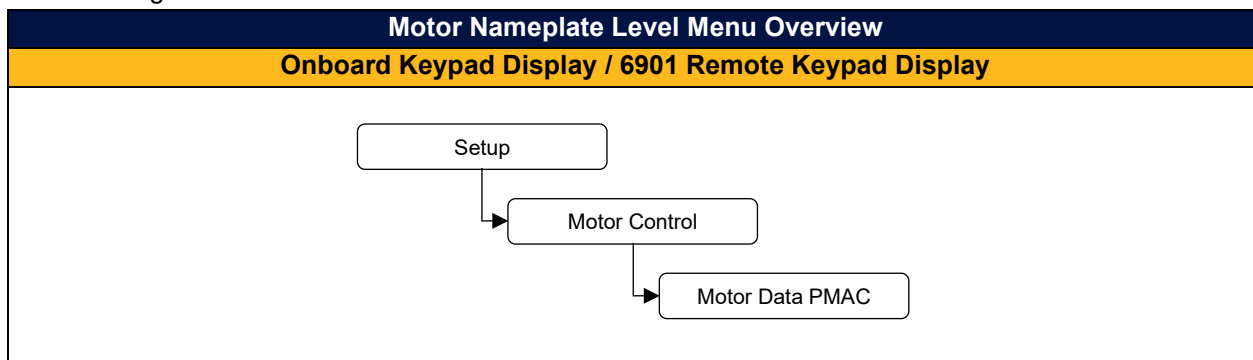 Motor Nameplate Level Menu Overview
Onboard Keypad Display / 6901 Remote Keypad Display
Setup
Motor Control
Motor Data PMAC